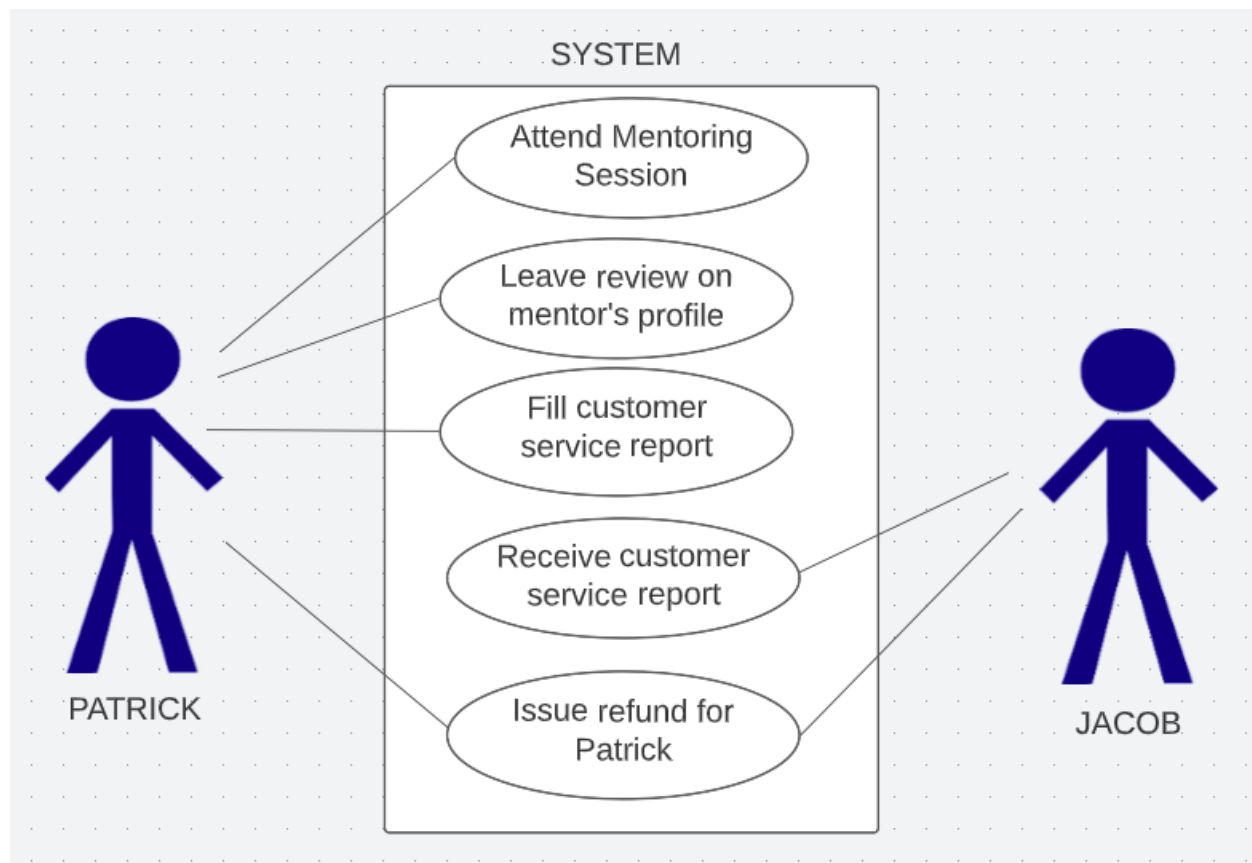 SYSTEM
Attend Mentoring
Session
Leave review on
mentor's profile
Fill customer
service report
Receive customer
service report
Issue refund for
Patrick
PATRICK
JACOB